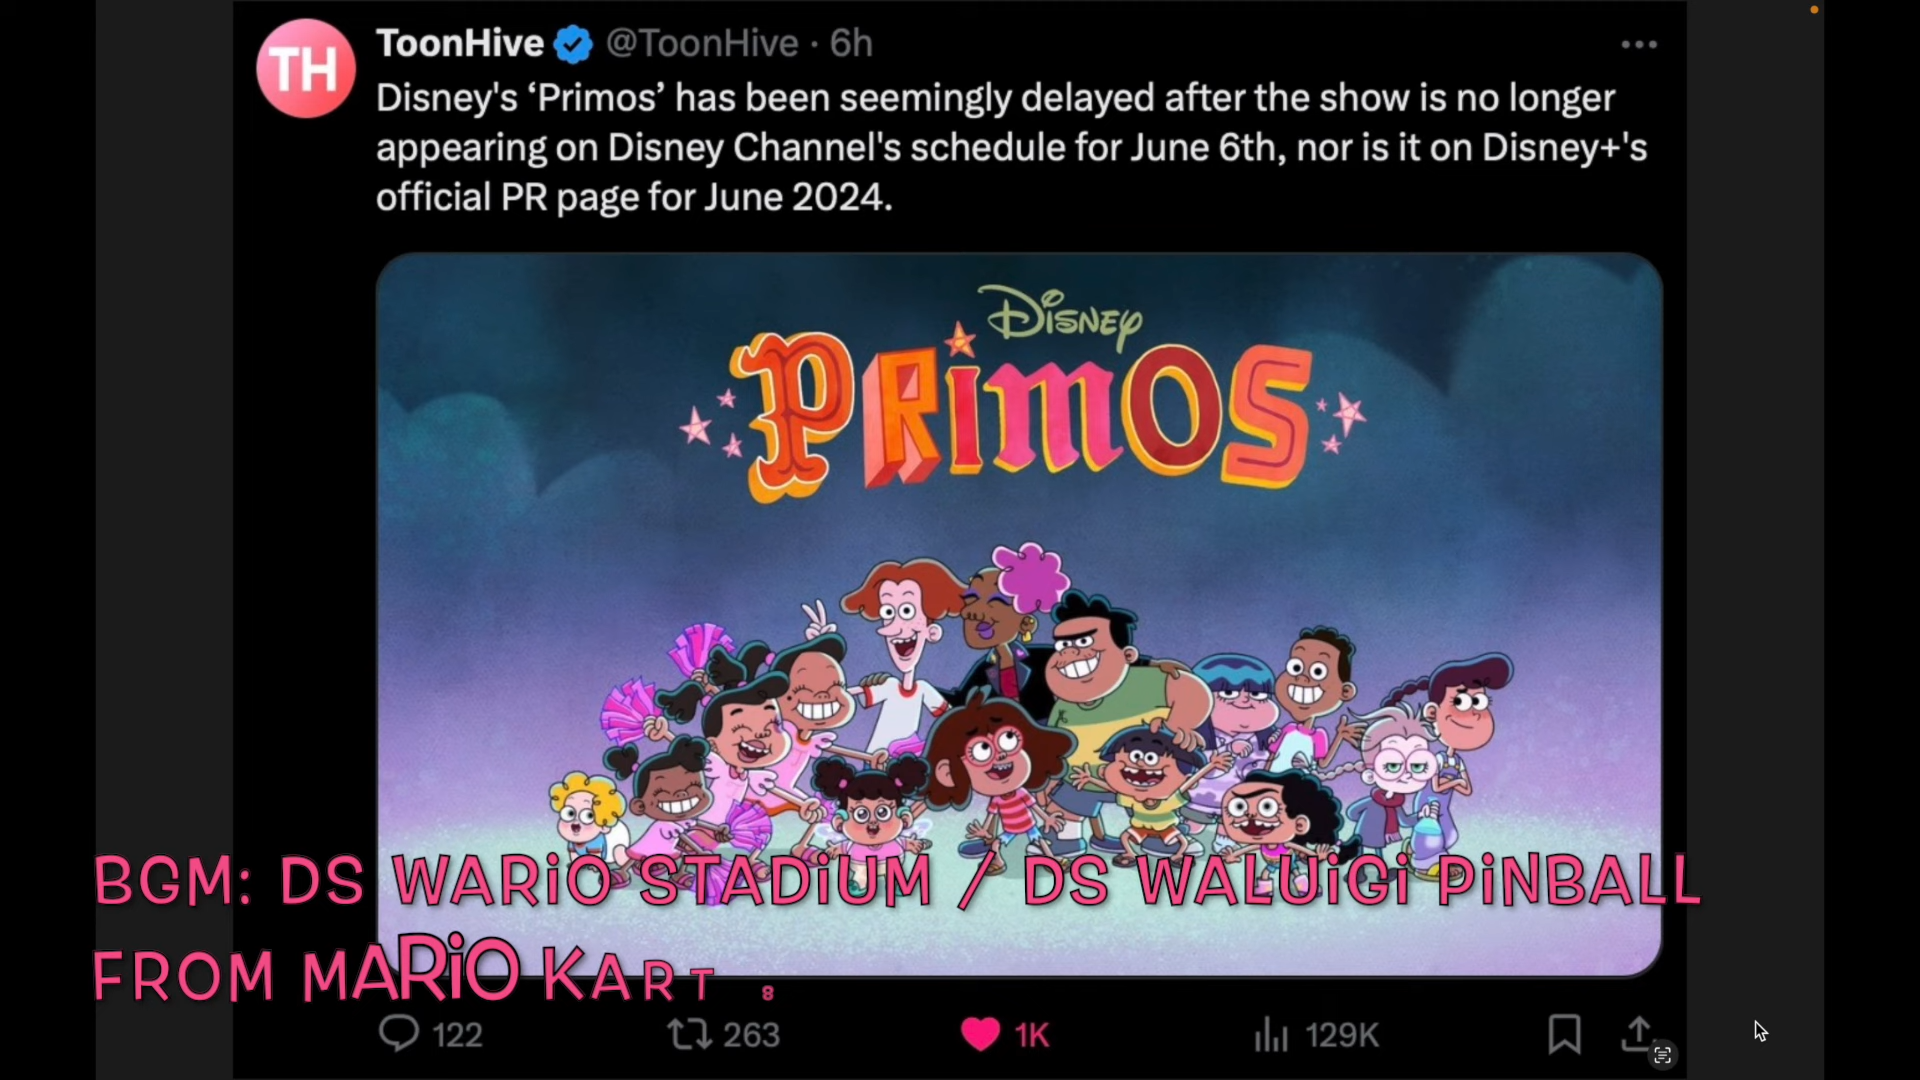 TH
ToonHive @ToonHive · 6h
Disney's ‘Primos’ has been seemingly delayed after the show is no longer
appearing on Disney Channel's schedule for June 6th, nor is it on Disney+'s
official PR page for June 2024.
DISNEY
PRiMOS
BGM: DS WARiO STADiUM / DS WALUiGi PiNBALL
FROM MARiO KART 8
122 263 1K 129K